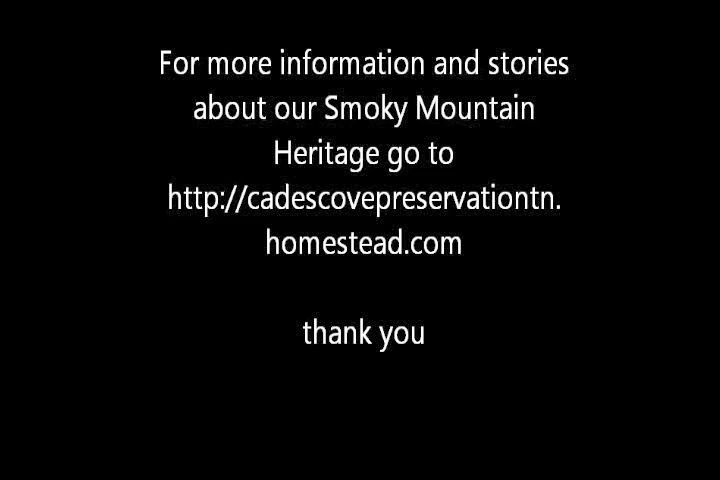 For more information and stories
about our Smoky Mountain
Heritage go to
http://cadescovepreservationtn.
homestead.com
thank you